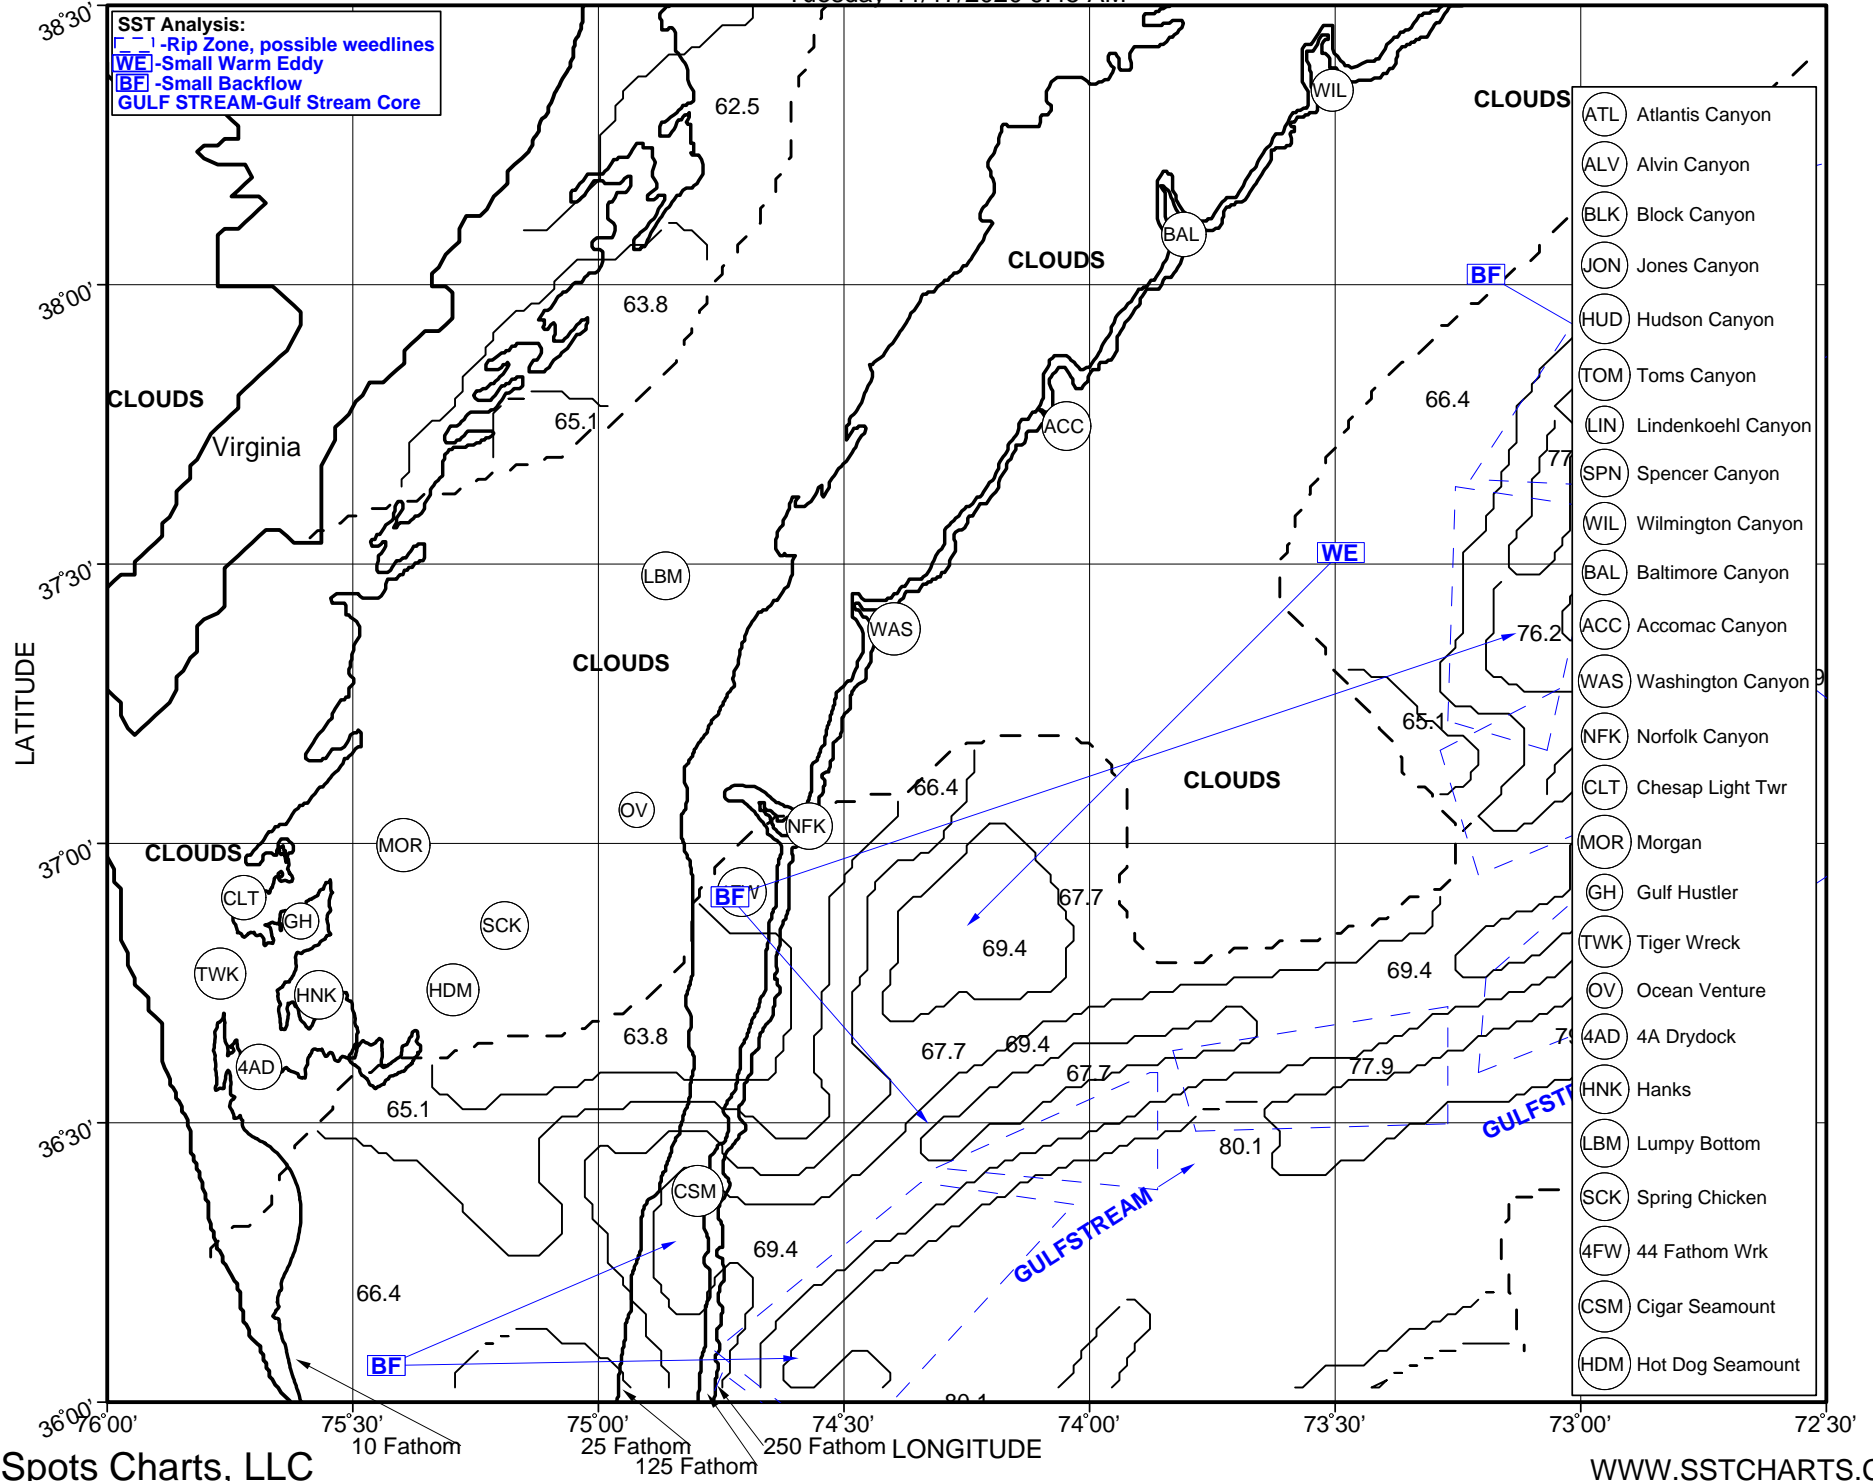 SST Analysis:
-Rip Zone, possible weedlines
WE -Small Warm Eddy
BF -Small Backflow
GULF STREAM-Gulf Stream Core
38°30'
38°00'
37°30'
37°00'
36°30'
36°00'
LATITUDE
76°00'
75°30'
75°00'
74°30'
74°00'
73°30'
73°00'
72°30'
LONGITUDE
10 Fathom
25 Fathom
125 Fathom
250 Fathom
62.5
WIL
CLOUDS
BAL
CLOUDS
BF
63.8
CLOUDS
66.4
65.1
ACC
Virginia
77
WE
LBM
WAS
76.2
CLOUDS
65.1
CLOUDS
66.4
OV
NFK
MOR
CLOUDS
CLT
BF
67.7
GH
SCK
69.4
69.4
TWK
HNK
HDM
63.8
67.7
69.4
4AD
67.7
77.9
65.1
80.1
CSM
GULFSTREAM
69.4
66.4
BF
ATL Atlantis Canyon
ALV Alvin Canyon
BLK Block Canyon
JON Jones Canyon
HUD Hudson Canyon
TOM Toms Canyon
LIN Lindenkoehl Canyon
SPN Spencer Canyon
WIL Wilmington Canyon
BAL Baltimore Canyon
ACC Accomac Canyon
WAS Washington Canyon
NFK Norfolk Canyon
CLT Chesap Light Twr
MOR Morgan
GH Gulf Hustler
TWK Tiger Wreck
OV Ocean Venture
4AD 4A Drydock
HNK Hanks
LBM Lumpy Bottom
SCK Spring Chicken
4FW 44 Fathom Wrk
CSM Cigar Seamount
HDM Hot Dog Seamount
Spots Charts, LLC
WWW.SSTCHARTS.C